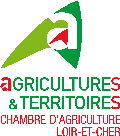 aGRICULTURES
& TERRITOIRES
CHAMBRE D'AGRICULTURE
LOIR-ET-CHER